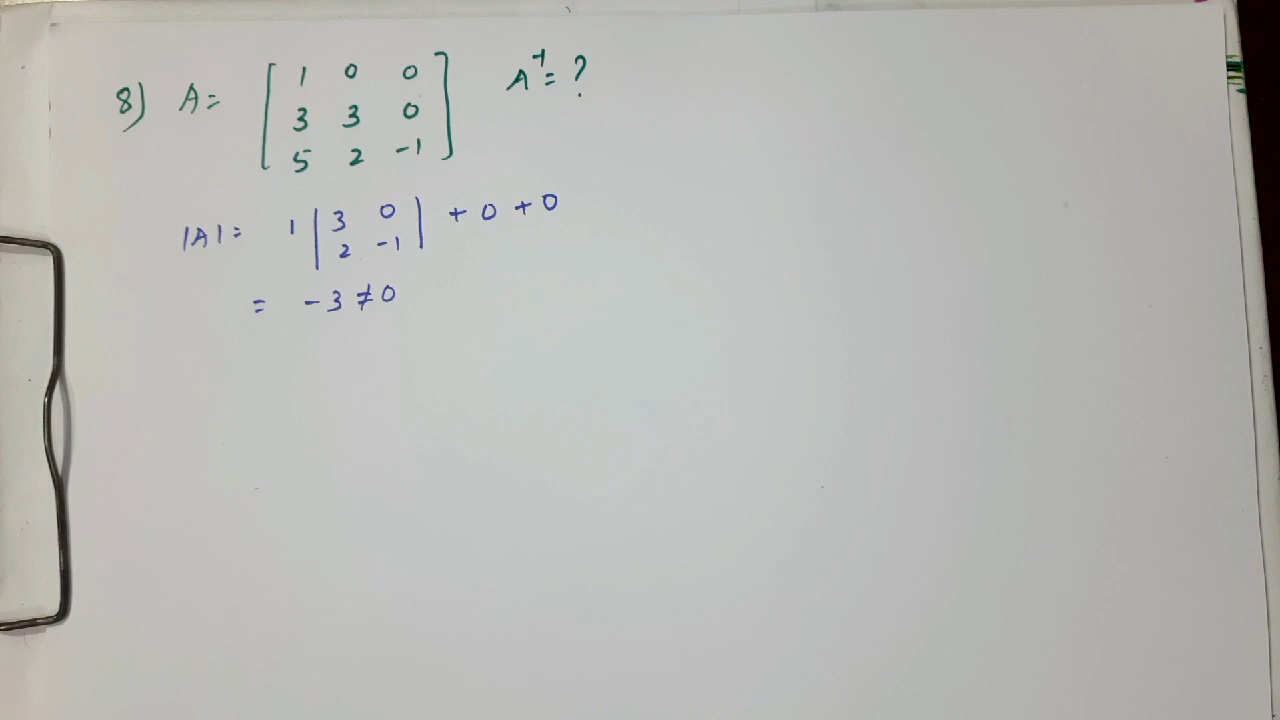 8) A = [ 1 0 0 A⁻¹ = ?
3 3 0
5 2 -1 ]
|A| = 1 | 3 0 | + 0 + 0
2 -1
= -3 ≠ 0